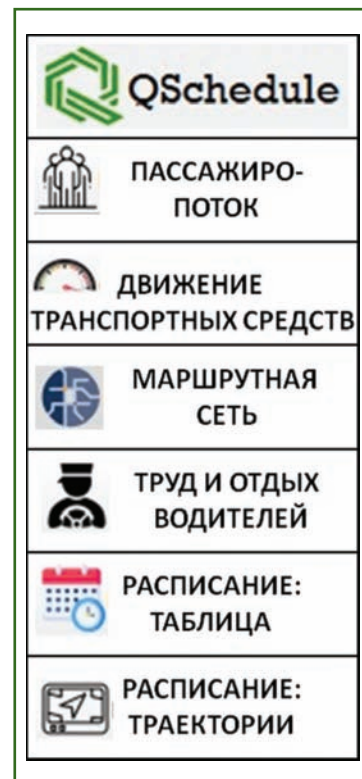 QSchedule
ПАССАЖИРО-
ПОТОК
ДВИЖЕНИЕ
ТРАНСПОРТНЫХ СРЕДСТВ
МАРШРУТНАЯ
СЕТЬ
ТРУД И ОТДЫХ
ВОДИТЕЛЕЙ
РАСПИСАНИЕ:
ТАБЛИЦА
РАСПИСАНИЕ:
ТРАЕКТОРИИ